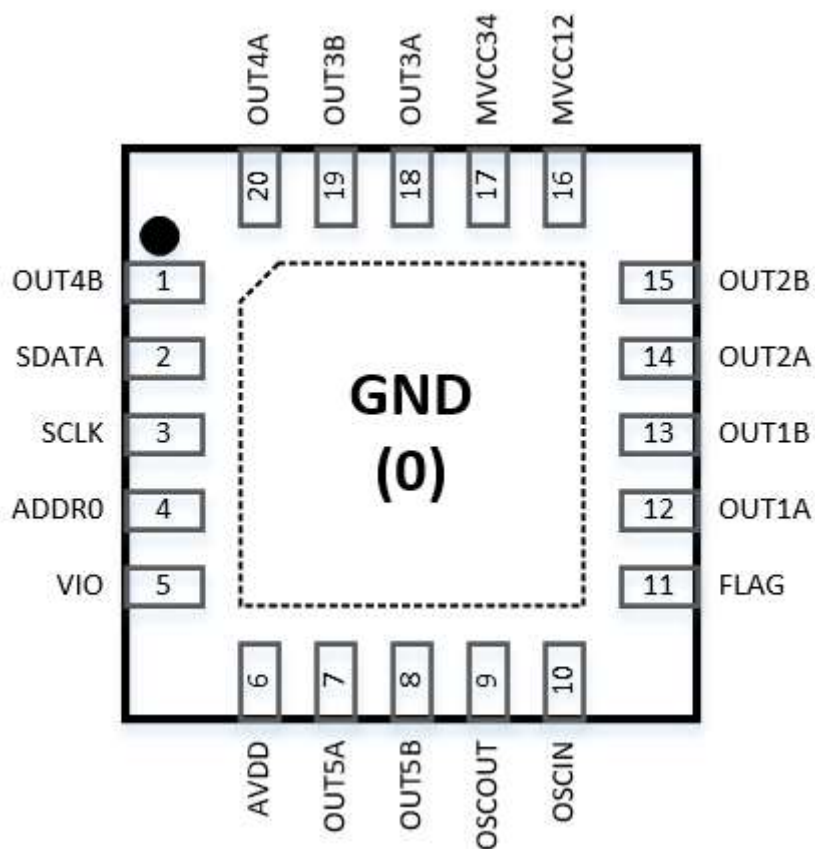 OUT4A
OUT3B
OUT3A
MVCC34
MVCC12
20
19
18
17
16
OUT4B 1
15 OUT2B
SDATA 2
14 OUT2A
SCLK 3
13 OUT1B
ADDR0 4
12 OUT1A
VIO 5
11 FLAG
GND
(0)
6
7
8
9
10
AVDD
OUT5A
OUT5B
OSCOUT
OSCIN